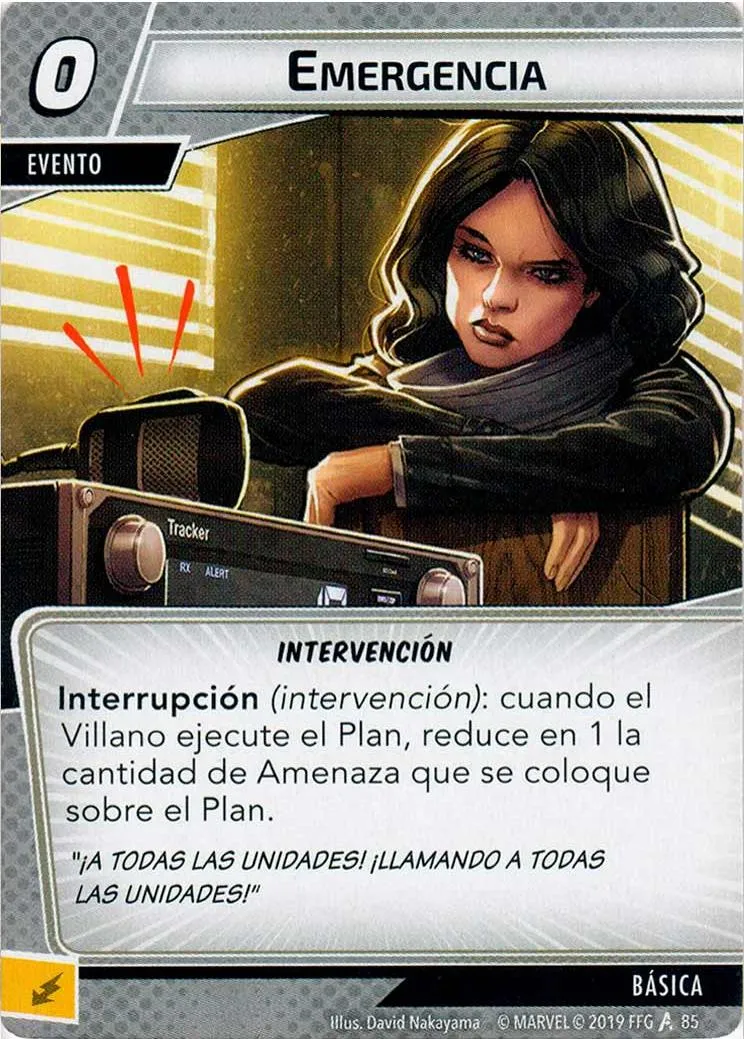 0
EMERGENCIA
EVENTO
Tracker
RX ALERT
INTERVENCIÓN
Interrupción (intervención): cuando el
Villano ejecute el Plan, reduce en 1 la
cantidad de Amenaza que se coloque
sobre el Plan.
"¡A TODAS LAS UNIDADES! ¡LLAMANDO A TODAS
LAS UNIDADES!"
BÁSICA
Illus. David Nakayama © MARVEL © 2019 FFG 85